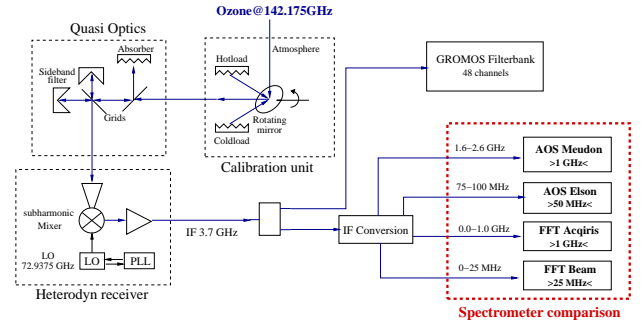 Ozone@142.175GHz
Quasi Optics
Absorber
Sideband
filter
Grids
Atmosphere
Hotload
Rotating
mirror
Coldload
Calibration unit
GROMOS Filterbank
48 channels
subharmonic
Mixer
LO
72.9375 GHz
LO
PLL
Heterodyn receiver
IF 3.7 GHz
IF Conversion
1.6−2.6 GHz
AOS Meudon
>1 GHz<
75−100 MHz
AOS Elson
>50 MHz<
0.0−1.0 GHz
FFT Acqiris
>1 GHz<
0−25 MHz
FFT Beam
>25 MHz<
Spectrometer comparison